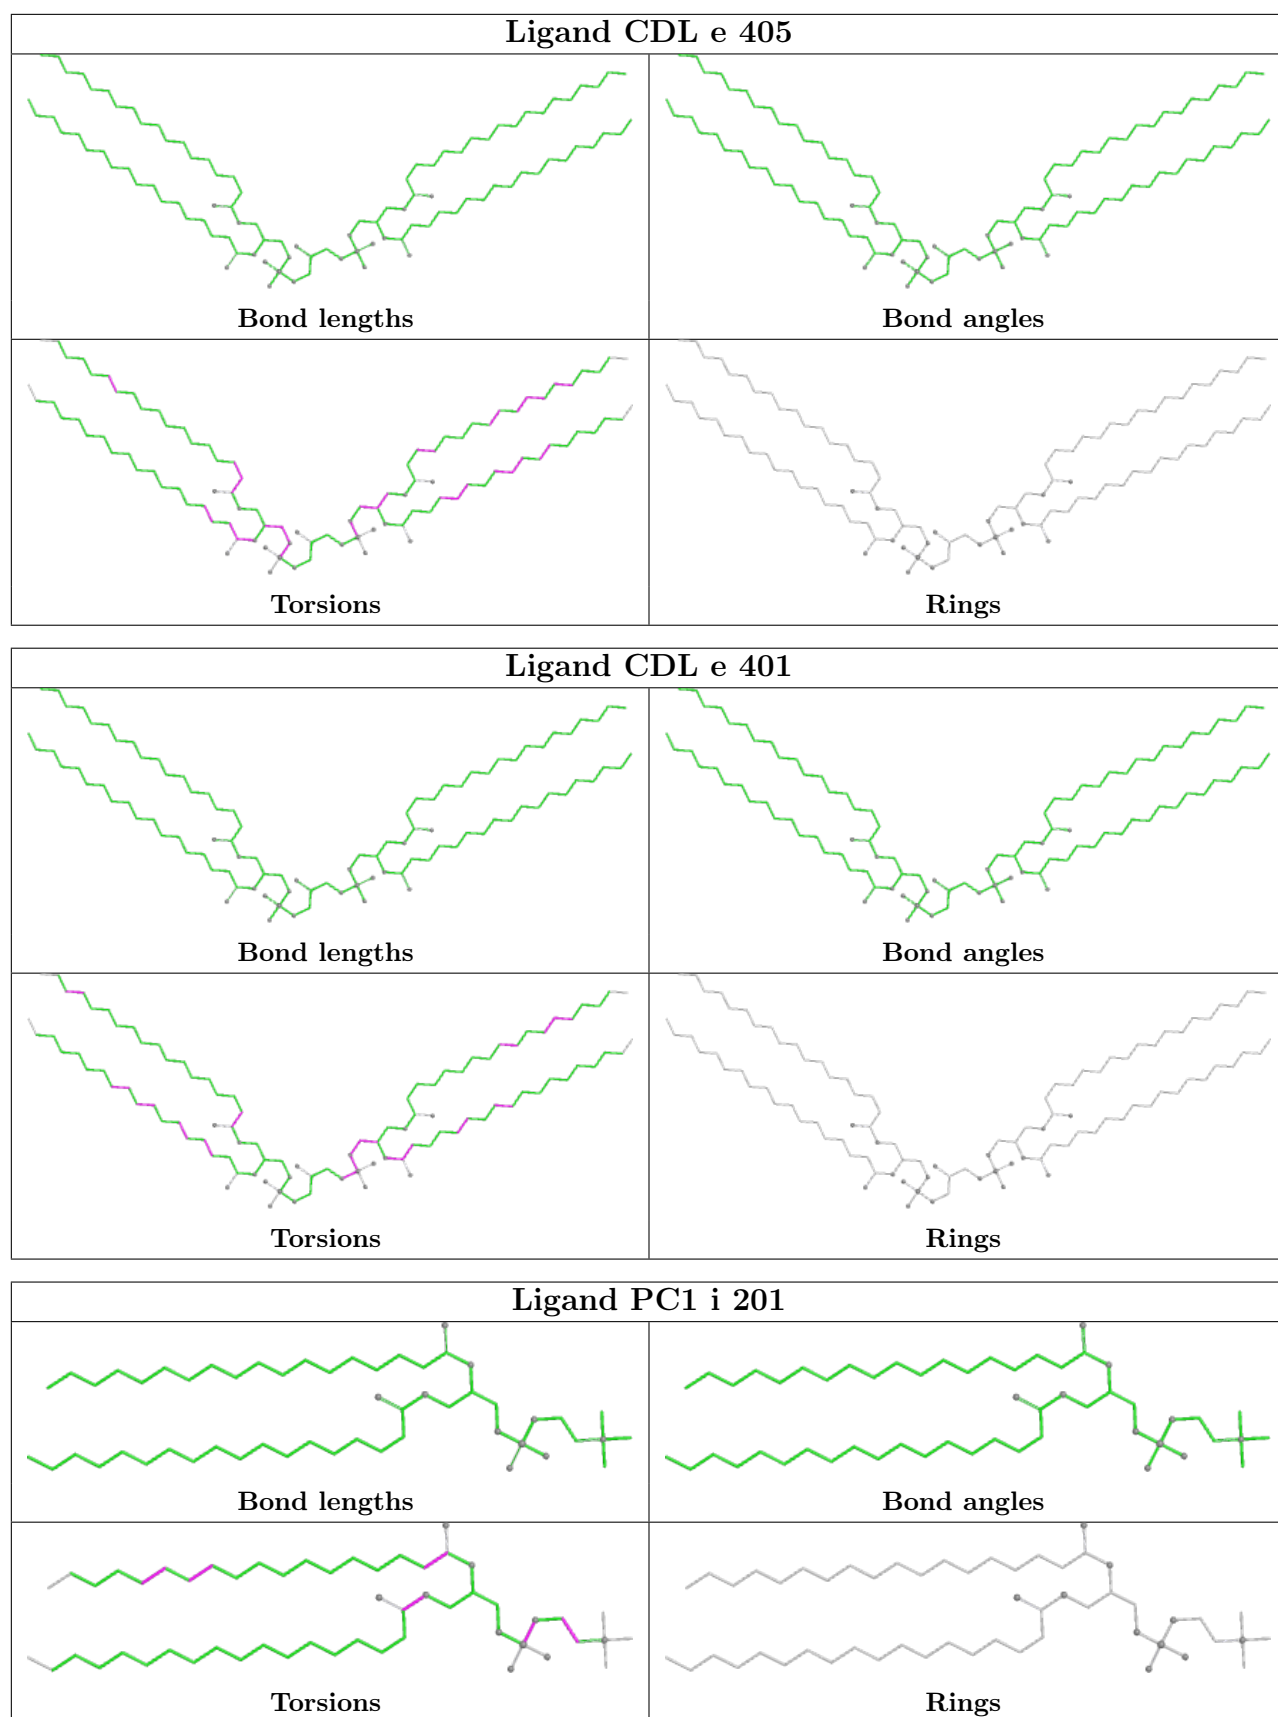 Ligand CDL e 405
Bond lengths
Bond angles
Torsions
Rings
Ligand CDL e 401
Bond lengths
Bond angles
Torsions
Rings
Ligand PC1 i 201
Bond lengths
Bond angles
Torsions
Rings